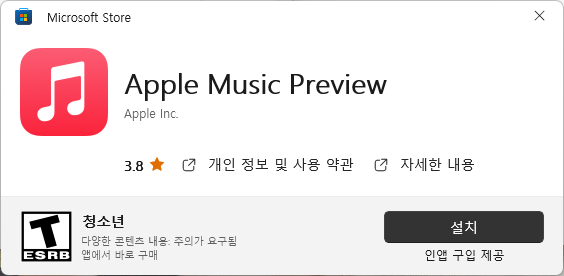 Microsoft Store
Apple Music Preview
Apple Inc.
3.8 개인 정보 및 사용 약관 자세한 내용
T
ESRB
청소년
다양한 콘텐츠 내용: 주의가 요구됨
앱에서 바로 구매
설치
인앱 구입 제공